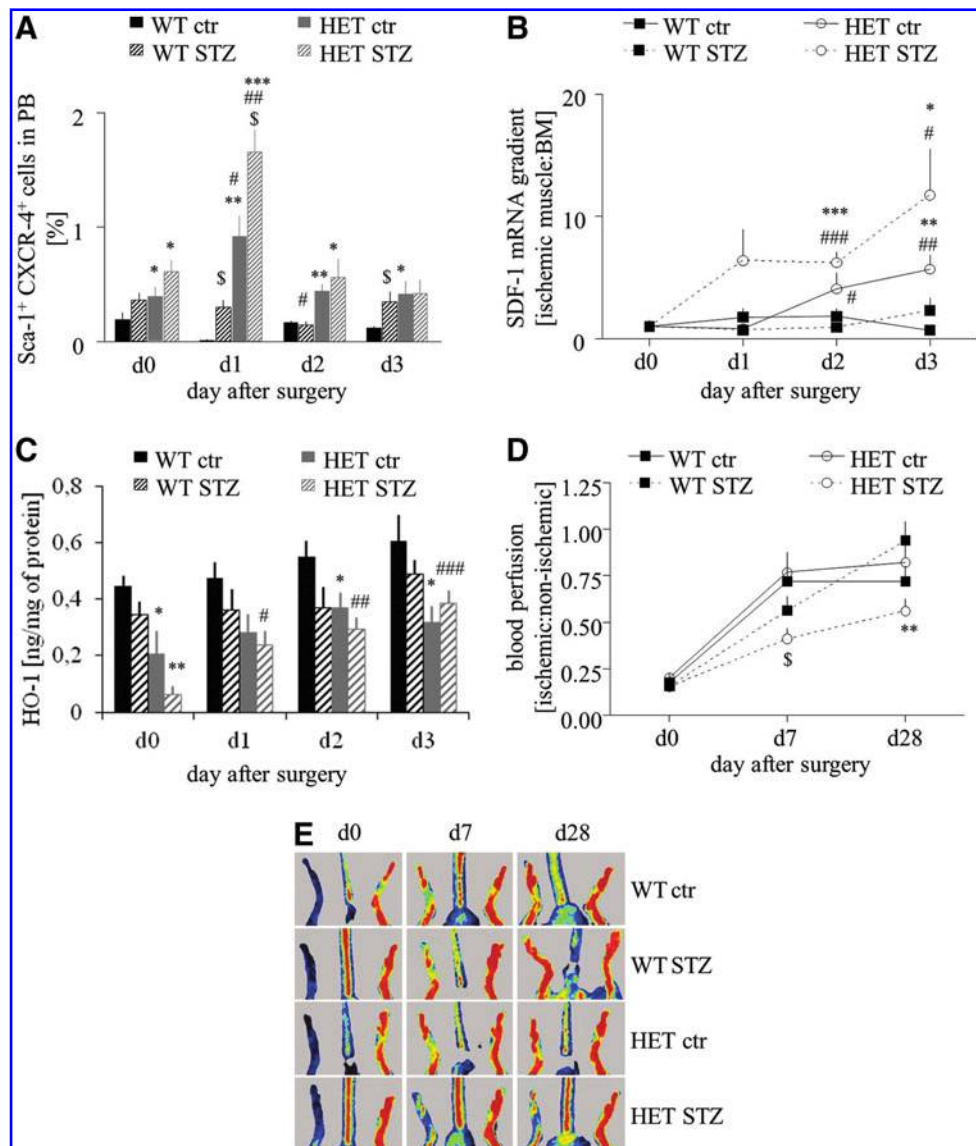 A
WT ctr
HET ctr
WT STZ
HET STZ
Sca-1+ CXCR-4+ cells in PB
[%]
2
1
0
*
*
$
#
**
***
##
$
#
**
*
$
*
d0 d1 d2 d3
day after surgery
B
WT ctr
HET ctr
WT STZ
HET STZ
SDF-1 mRNA gradient
[ischemic muscle:BM]
20
10
0
***
###
#
*
#
**
##
d0 d1 d2 d3
day after surgery
C
WT ctr
HET ctr
WT STZ
HET STZ
HO-1 [ng/mg of protein]
0,8
0,6
0,4
0,2
0
*
**
#
*
##
*
###
d0 d1 d2 d3
day after surgery
D
WT ctr
HET ctr
WT STZ
HET STZ
blood perfusion
[ischemic:non-ischemic]
1.25
1.00
0.75
0.50
0.25
0.00
$
**
d0 d7 d28
day after surgery
E
d0 d7 d28
WT ctr
WT STZ
HET ctr
HET STZ